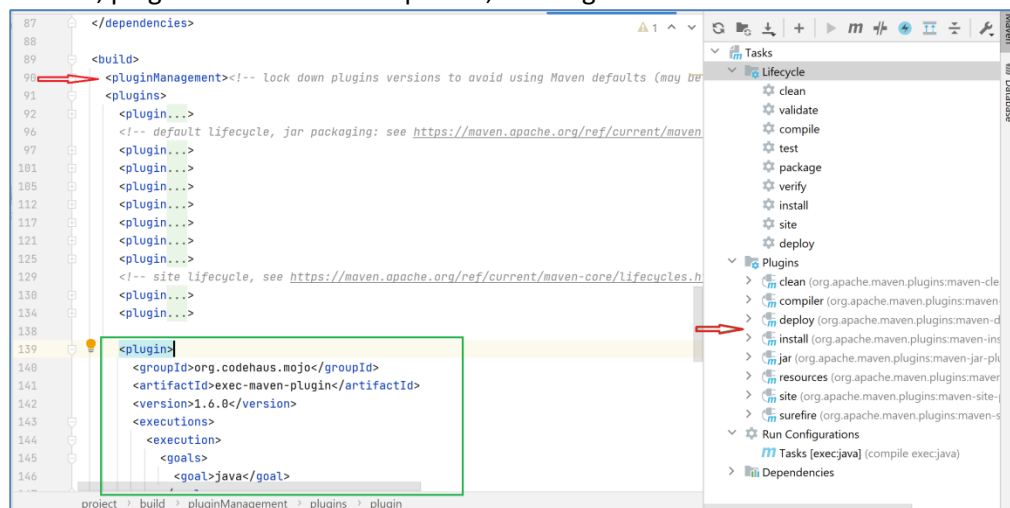 87 </dependencies>
88
89 <build>
90 <pluginManagement><!-- lock down plugins versions to avoid using Maven defaults (may be
91 <plugins>
92 <plugin...>
96 <!-- default lifecycle, jar packaging: see https://maven.apache.org/ref/current/maven
97 <plugin...>
101 <plugin...>
105 <plugin...>
112 <plugin...>
117 <plugin...>
121 <plugin...>
125 <plugin...>
129 <!-- site lifecycle, see https://maven.apache.org/ref/current/maven-core/lifecycles.h
130 <plugin...>
134 <plugin...>
138
139 <plugin>
140 <groupId>org.codehaus.mojo</groupId>
141 <artifactId>exec-maven-plugin</artifactId>
142 <version>1.6.0</version>
143 <executions>
144 <execution>
145 <goals>
146 <goal>java</goal>
project > build > pluginManagement > plugins > plugin
1
Tasks
Lifecycle
clean
validate
compile
test
package
verify
install
site
deploy
Plugins
clean (org.apache.maven.plugins:maven-cle
compiler (org.apache.maven.plugins:maven-
deploy (org.apache.maven.plugins:maven-d
install (org.apache.maven.plugins:maven-ins
jar (org.apache.maven.plugins:maven-jar-plu
resources (org.apache.maven.plugins:maver
site (org.apache.maven.plugins:maven-site-
surefire (org.apache.maven.plugins:maven-s
Run Configurations
Tasks [exec:java] (compile exec:java)
Dependencies
Maven
Database